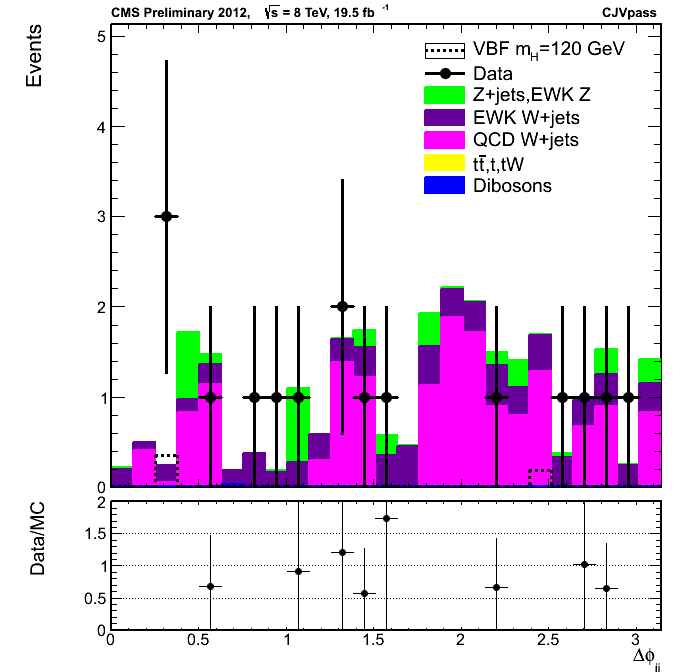 CMS Preliminary 2012, √s = 8 TeV, 19.5 fb⁻¹ CJVpass
Events
5
4
3
2
1
0
VBF m_H=120 GeV
Data
Z+jets,EWK Z
EWK W+jets
QCD W+jets
tt̄,t,tW
Dibosons
Data/MC
2
1.5
1
0.5
0
0 0.5 1 1.5 2 2.5 3
Δϕ_jj